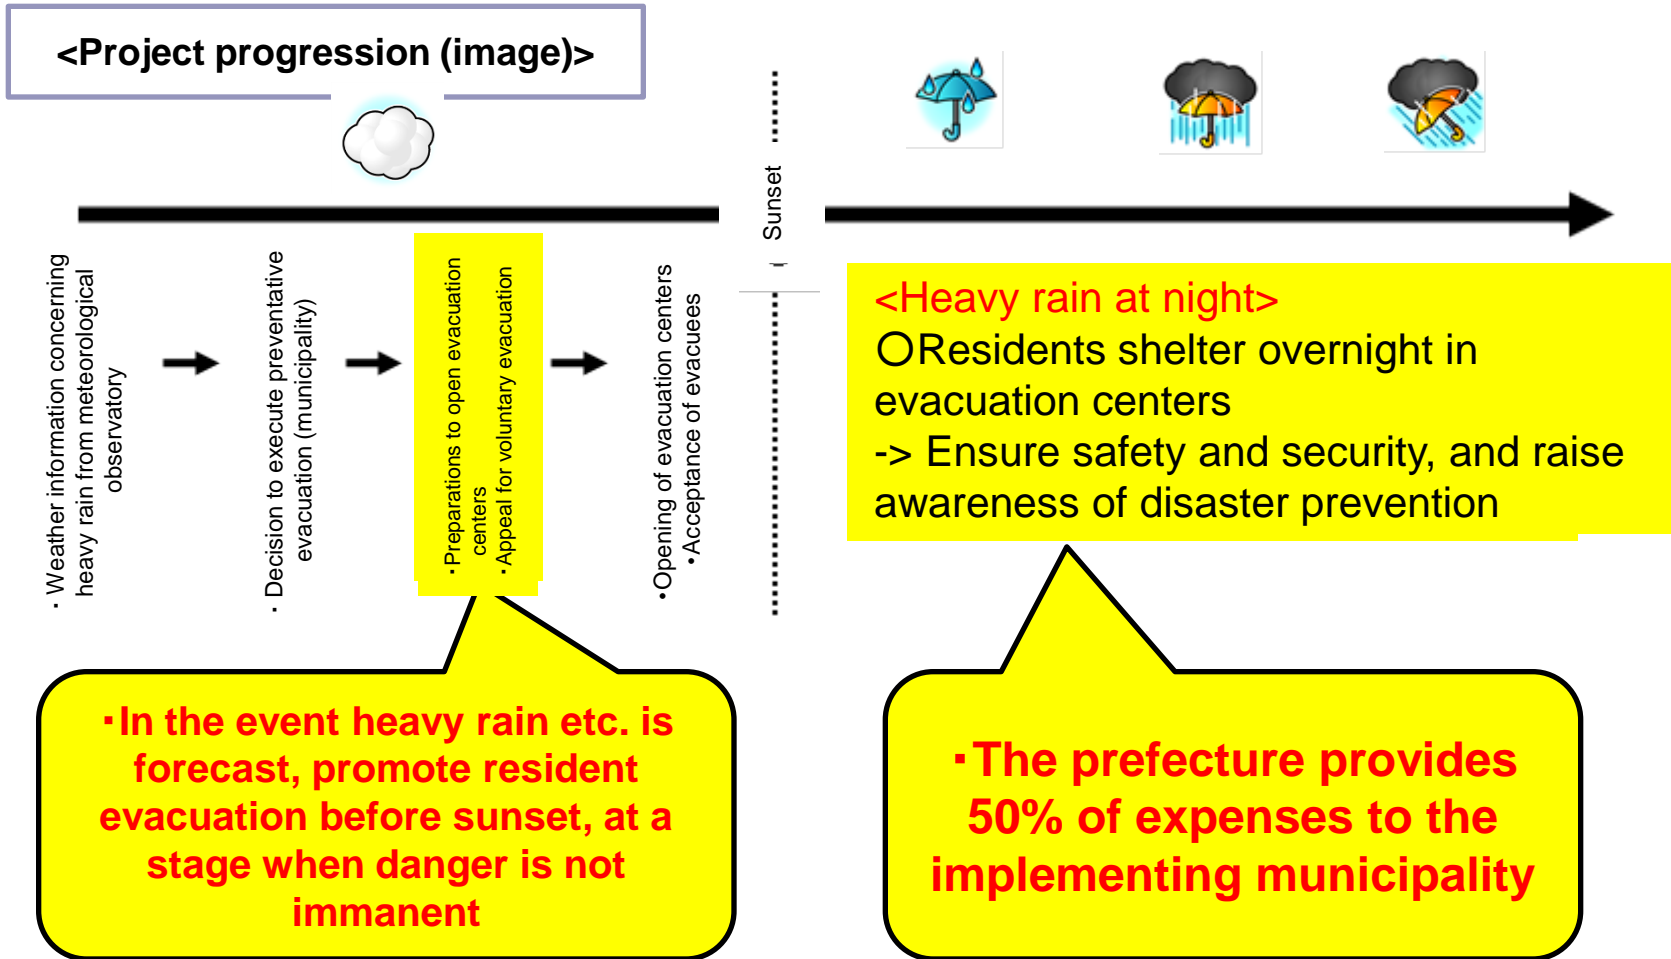 <Project progression (image)>
Sunset
・Weather information concerning
heavy rain from meteorological
observatory
・Decision to execute preventative
evacuation (municipality)
・Preparations to open evacuation
centers
・Appeal for voluntary evacuation
•Opening of evacuation centers
•Acceptance of evacuees
<Heavy rain at night>
○Residents shelter overnight in
evacuation centers
-> Ensure safety and security, and raise
awareness of disaster prevention
・In the event heavy rain etc. is
forecast, promote resident
evacuation before sunset, at a
stage when danger is not
immanent
・The prefecture provides
50% of expenses to the
implementing municipality